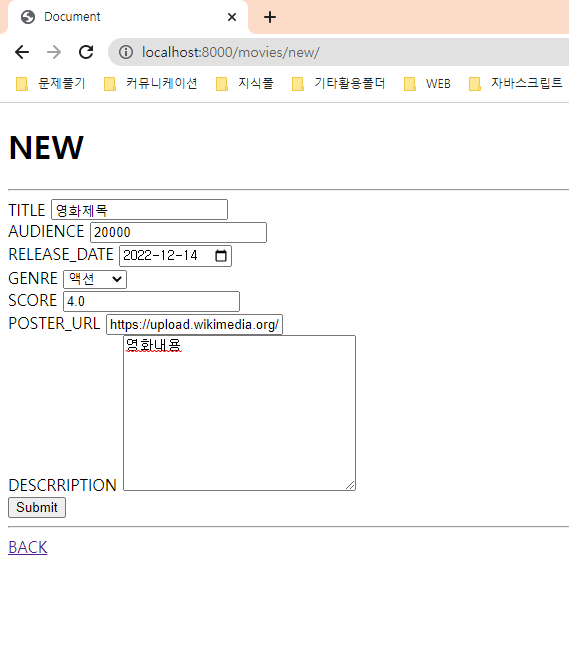 Document
localhost:8000/movies/new/
문제풀기 커뮤니케이션 지식폴 기타활용폴더 WEB 자바스크립트
NEW
TITLE 영화제목
AUDIENCE 20000
RELEASE_DATE 2022-12-14
GENRE 액션
SCORE 4.0
POSTER_URL https://upload.wikimedia.org/
영화내용
DESCRRIPTION
Submit
BACK